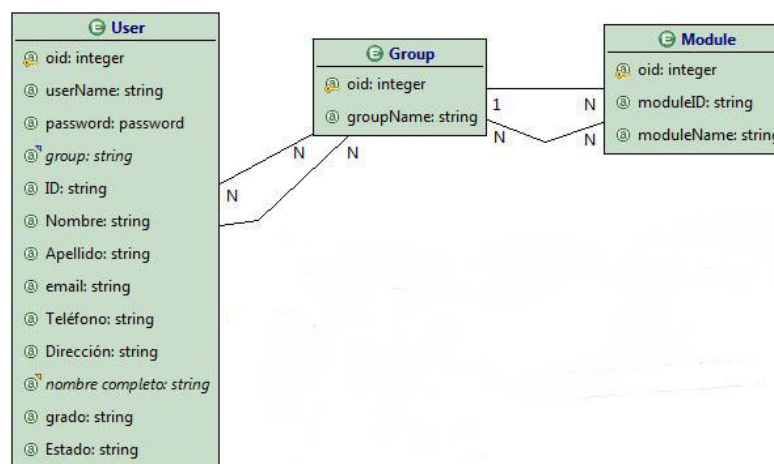 User
oid: integer
userName: string
password: password
group: string
ID: string
Nombre: string
Apellido: string
email: string
Teléfono: string
Dirección: string
nombre completo: string
grado: string
Estado: string
Group
oid: integer
groupName: string
Module
oid: integer
moduleID: string
moduleName: string
1
N
N
N
N
N
N